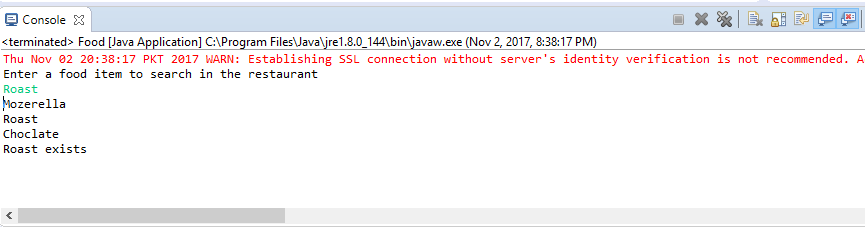 Console
<terminated> Food [Java Application] C:\Program Files\Java\jre1.8.0_144\bin\javaw.exe (Nov 2, 2017, 8:38:17 PM)
Thu Nov 02 20:38:17 PKT 2017 WARN: Establishing SSL connection without server's identity verification is not recommended. A
Enter a food item to search in the restaurant
Roast
Mozerella
Roast
Choclate
Roast exists